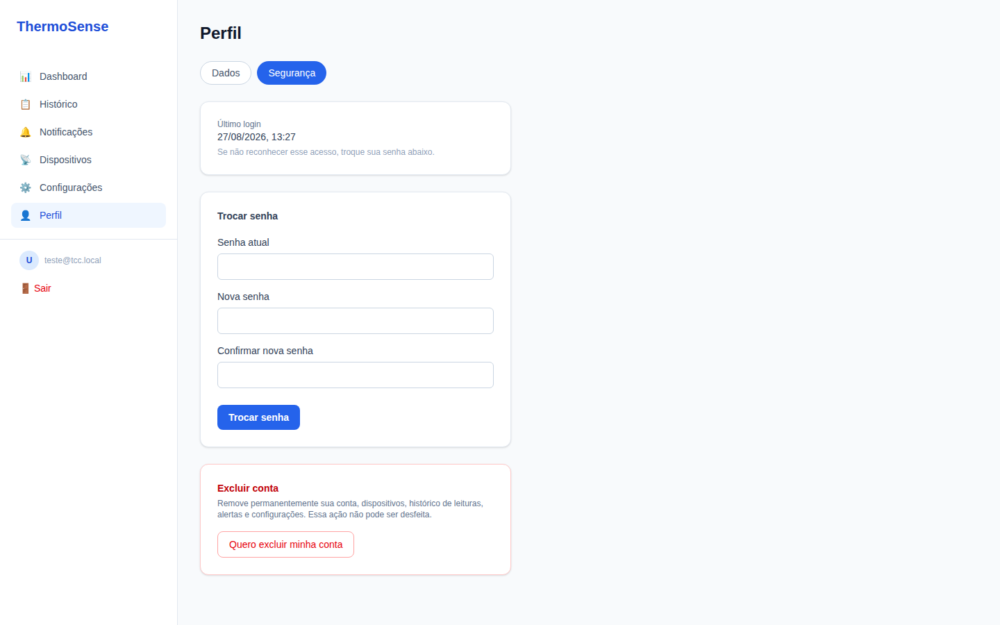 ThermoSense
Dashboard
Histórico
Notificações
Dispositivos
Configurações
Perfil
U teste@tcc.local
Sair
Perfil
Dados Segurança
Último login
27/08/2026, 13:27
Se não reconhecer esse acesso, troque sua senha abaixo.
Trocar senha
Senha atual
Nova senha
Confirmar nova senha
Trocar senha
Excluir conta
Remove permanentemente sua conta, dispositivos, histórico de leituras,
alertas e configurações. Essa ação não pode ser desfeita.
Quero excluir minha conta